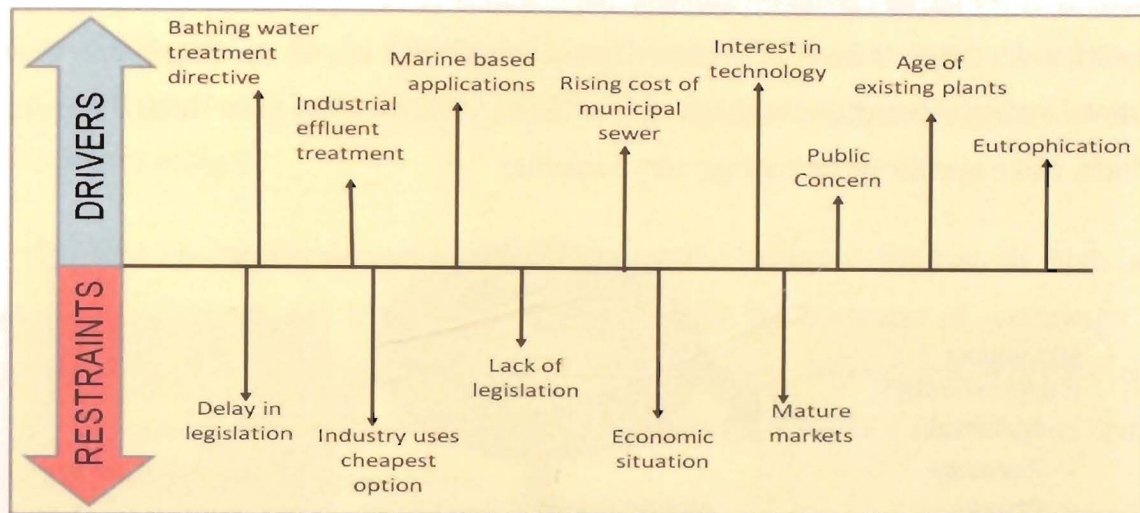 DRIVERS
RESTRAINTS
Bathing water
treatment
directive
Industrial
effluent
treatment
Marine based
applications
Rising cost of
municipal
sewer
Interest in
technology
Public
Concern
Age of
existing plants
Eutrophication
Delay in
legislation
Industry uses
cheapest
option
Lack of
legislation
Economic
situation
Mature
markets